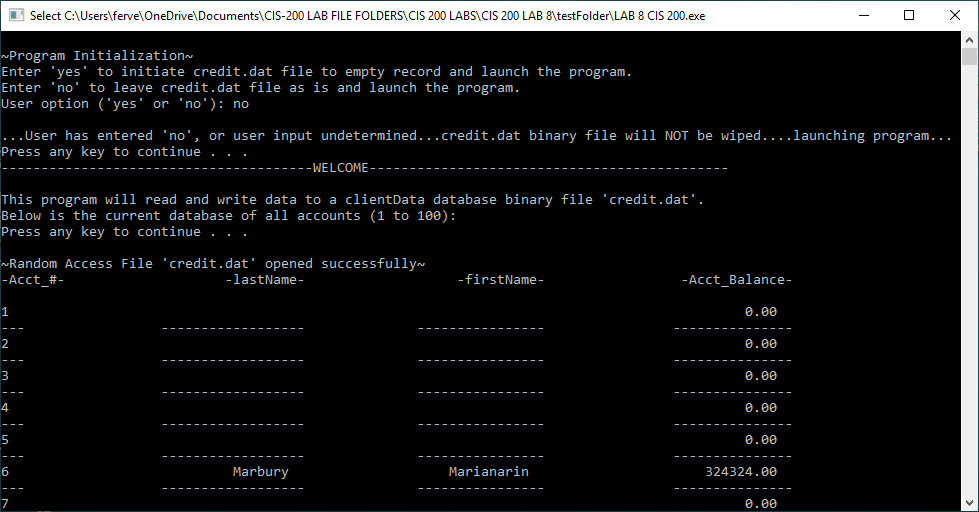 Select C:\Users\ferve\OneDrive\Documents\CIS-200 LAB FILE FOLDERS\CIS 200 LABS\CIS 200 LAB 8\testFolder\LAB 8 CIS 200.exe
~Program Initialization~
Enter 'yes' to initiate credit.dat file to empty record and launch the program.
Enter 'no' to leave credit.dat file as is and launch the program.
User option ('yes' or 'no'): no
...User has entered 'no', or user input undetermined...credit.dat binary file will NOT be wiped....launching program...
Press any key to continue . . .
---------------------------------------WELCOME---------------------------------------------
This program will read and write data to a clientData database binary file 'credit.dat'.
Below is the current database of all accounts (1 to 100):
Press any key to continue . . .
~Random Access File 'credit.dat' opened successfully~
-Acct_#- -lastName- -firstName- -Acct_Balance-
1 0.00
--- ------------------ ---------------- ---------------
2 0.00
--- ------------------ ---------------- ---------------
3 0.00
--- ------------------ ---------------- ---------------
4 0.00
--- ------------------ ---------------- ---------------
5 0.00
--- ------------------ ---------------- ---------------
6 Marbury Marianarin 324324.00
--- ------------------ ---------------- ---------------
7 0.00